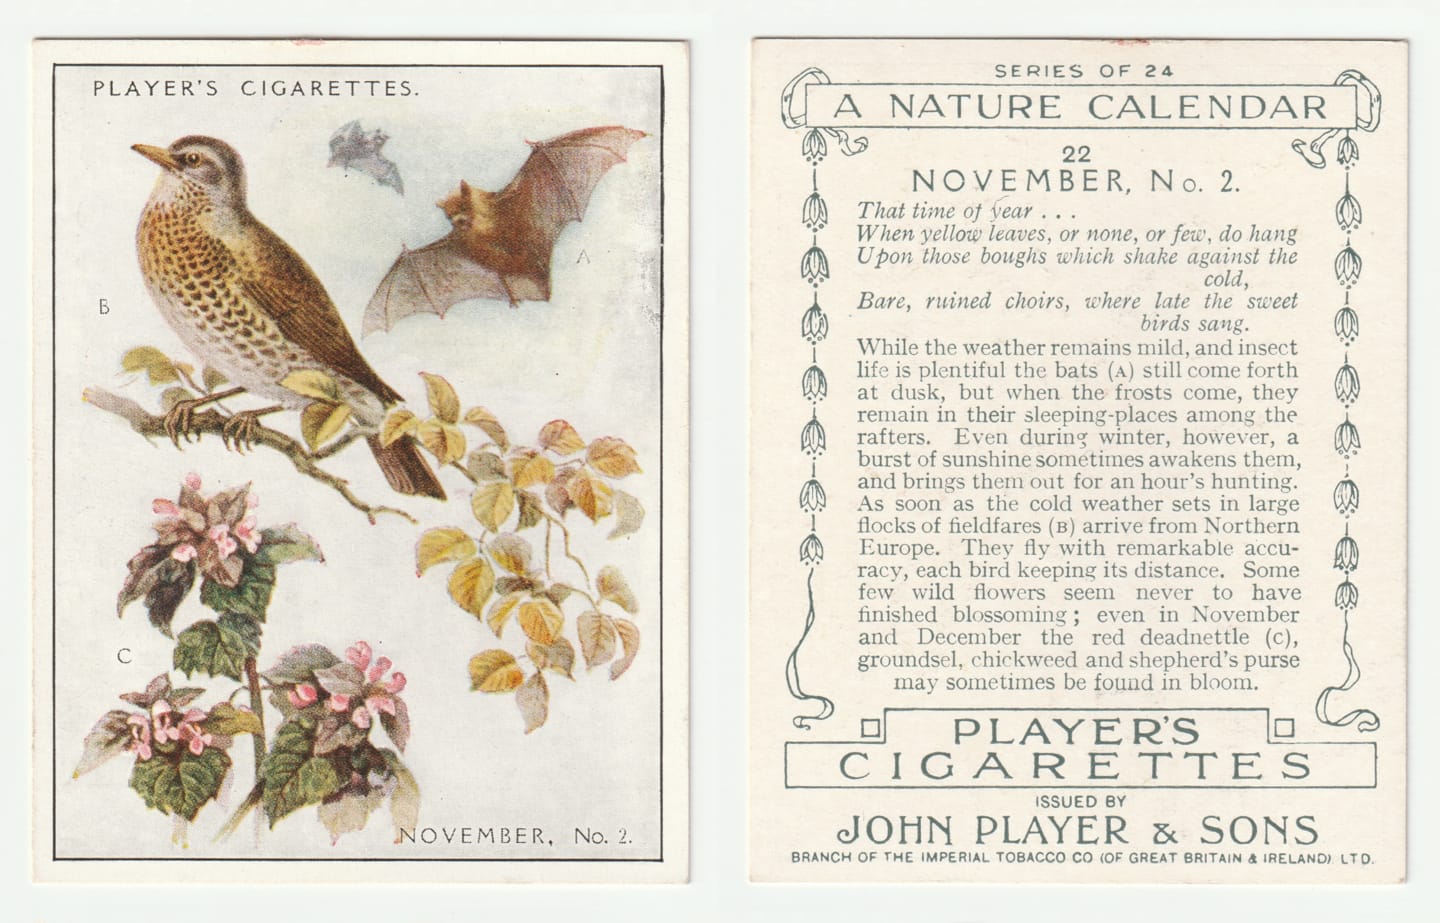 PLAYER'S CIGARETTES.
A
B
C
NOVEMBER, No. 2.
SERIES OF 24
A NATURE CALENDAR
22
NOVEMBER, No. 2.
That time of year . . .
When yellow leaves, or none, or few, do hang
Upon those boughs which shake against the
cold,
Bare, ruined choirs, where late the sweet
birds sang.
While the weather remains mild, and insect
life is plentiful the bats (A) still come forth
at dusk, but when the frosts come, they
remain in their sleeping-places among the
rafters. Even during winter, however, a
burst of sunshine sometimes awakens them,
and brings them out for an hour's hunting.
As soon as the cold weather sets in large
flocks of fieldfares (B) arrive from Northern
Europe. They fly with remarkable accu-
racy, each bird keeping its distance. Some
few wild flowers seem never to have
finished blossoming; even in November
and December the red deadnettle (C),
groundsel, chickweed and shepherd's purse
may sometimes be found in bloom.
PLAYER'S
CIGARETTES
ISSUED BY
JOHN PLAYER & SONS
BRANCH OF THE IMPERIAL TOBACCO CO (OF GREAT BRITAIN & IRELAND) LTD.